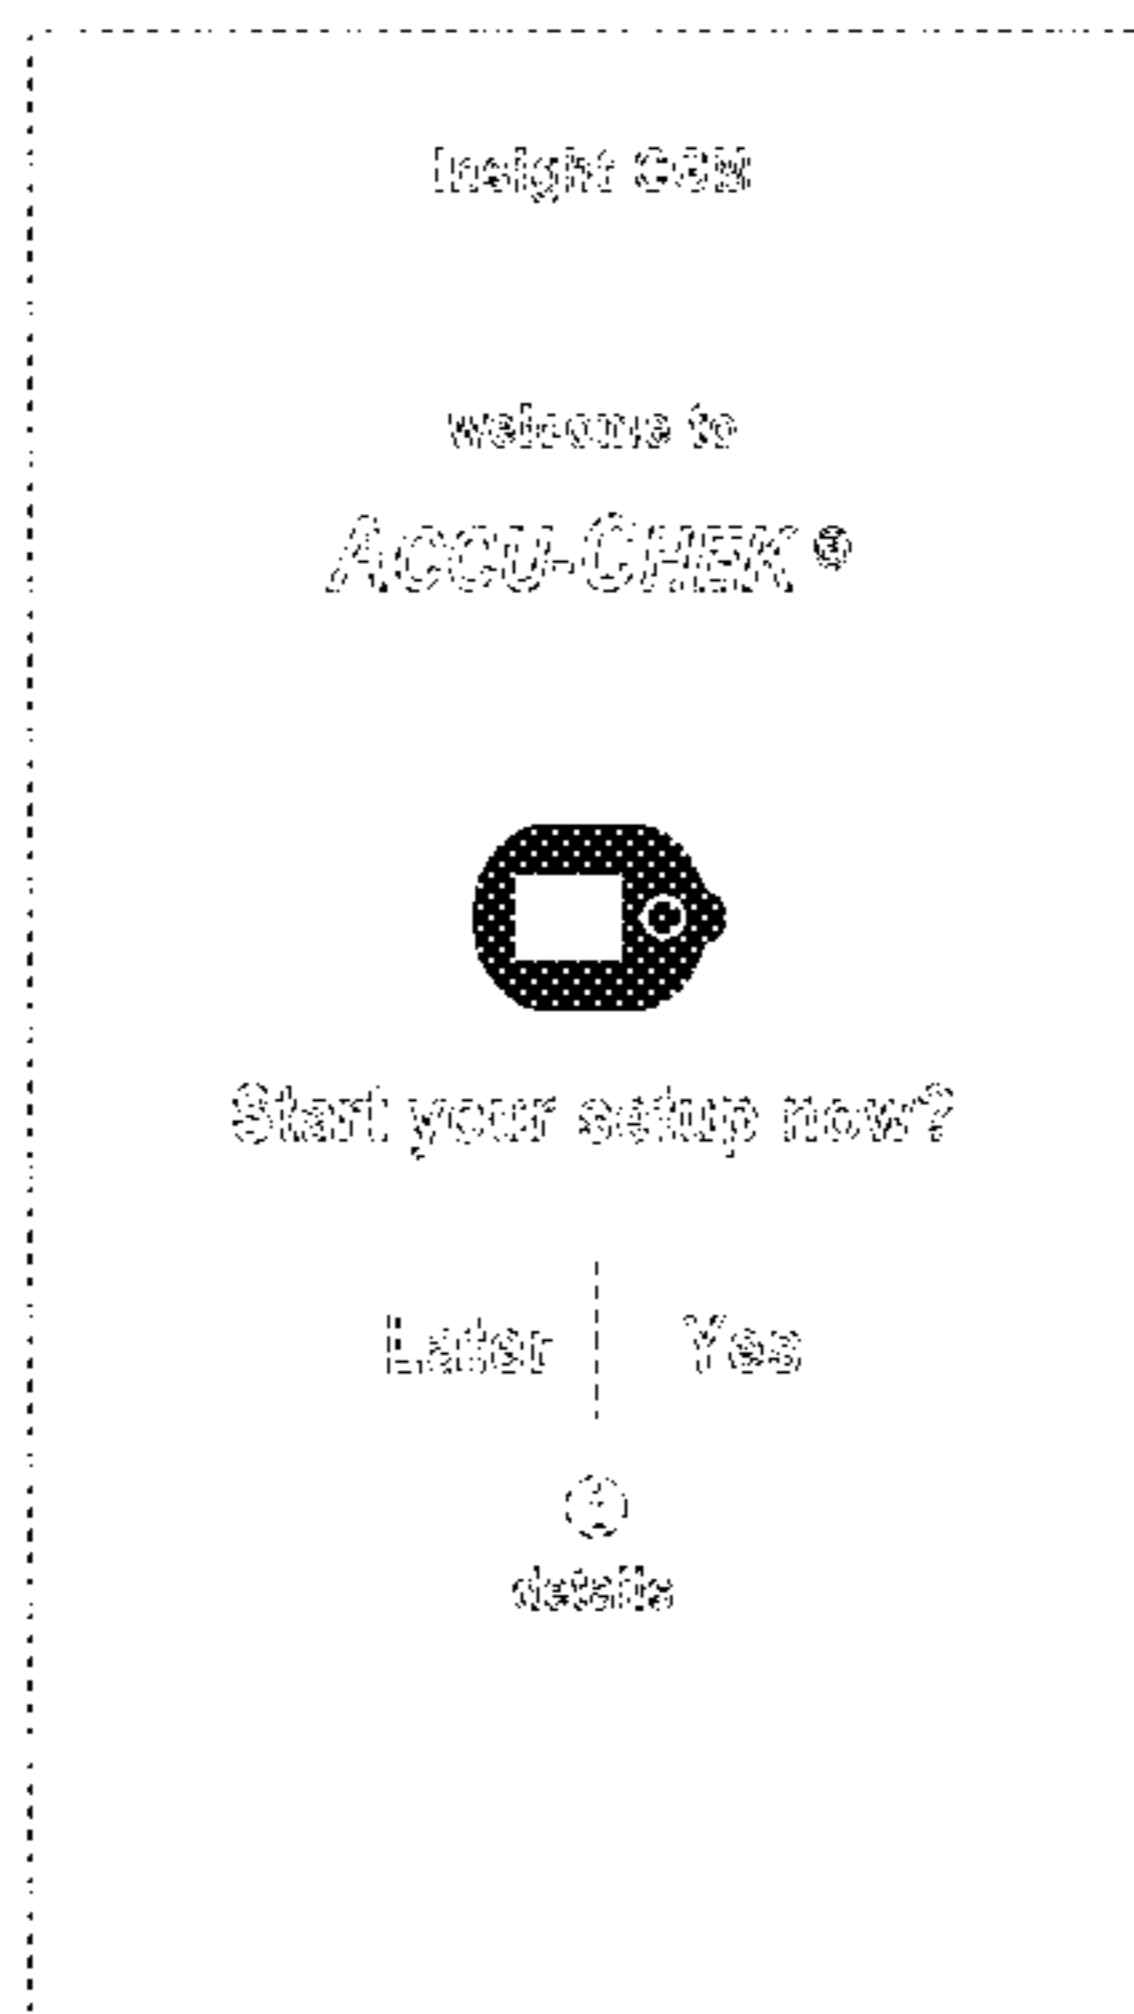 Insight CGM
welcome to
ACCU-CHEK®
Start your setup now?
Later Yes
details